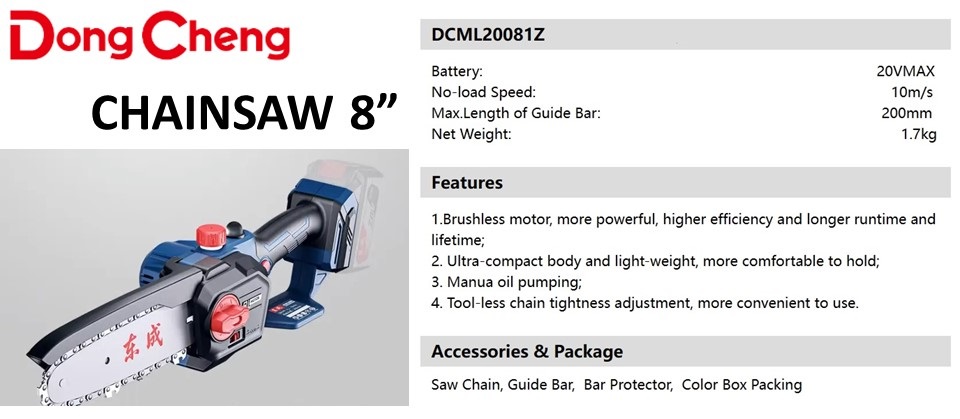 Dong Cheng
CHAINSAW 8”
东成
DCML20081Z
Battery: 20VMAX
No-load Speed: 10m/s
Max.Length of Guide Bar: 200mm
Net Weight: 1.7kg
Features
1.Brushless motor, more powerful, higher efficiency and longer runtime and
lifetime;
2. Ultra-compact body and light-weight, more comfortable to hold;
3. Manua oil pumping;
4. Tool-less chain tightness adjustment, more convenient to use.
Accessories & Package
Saw Chain, Guide Bar, Bar Protector, Color Box Packing